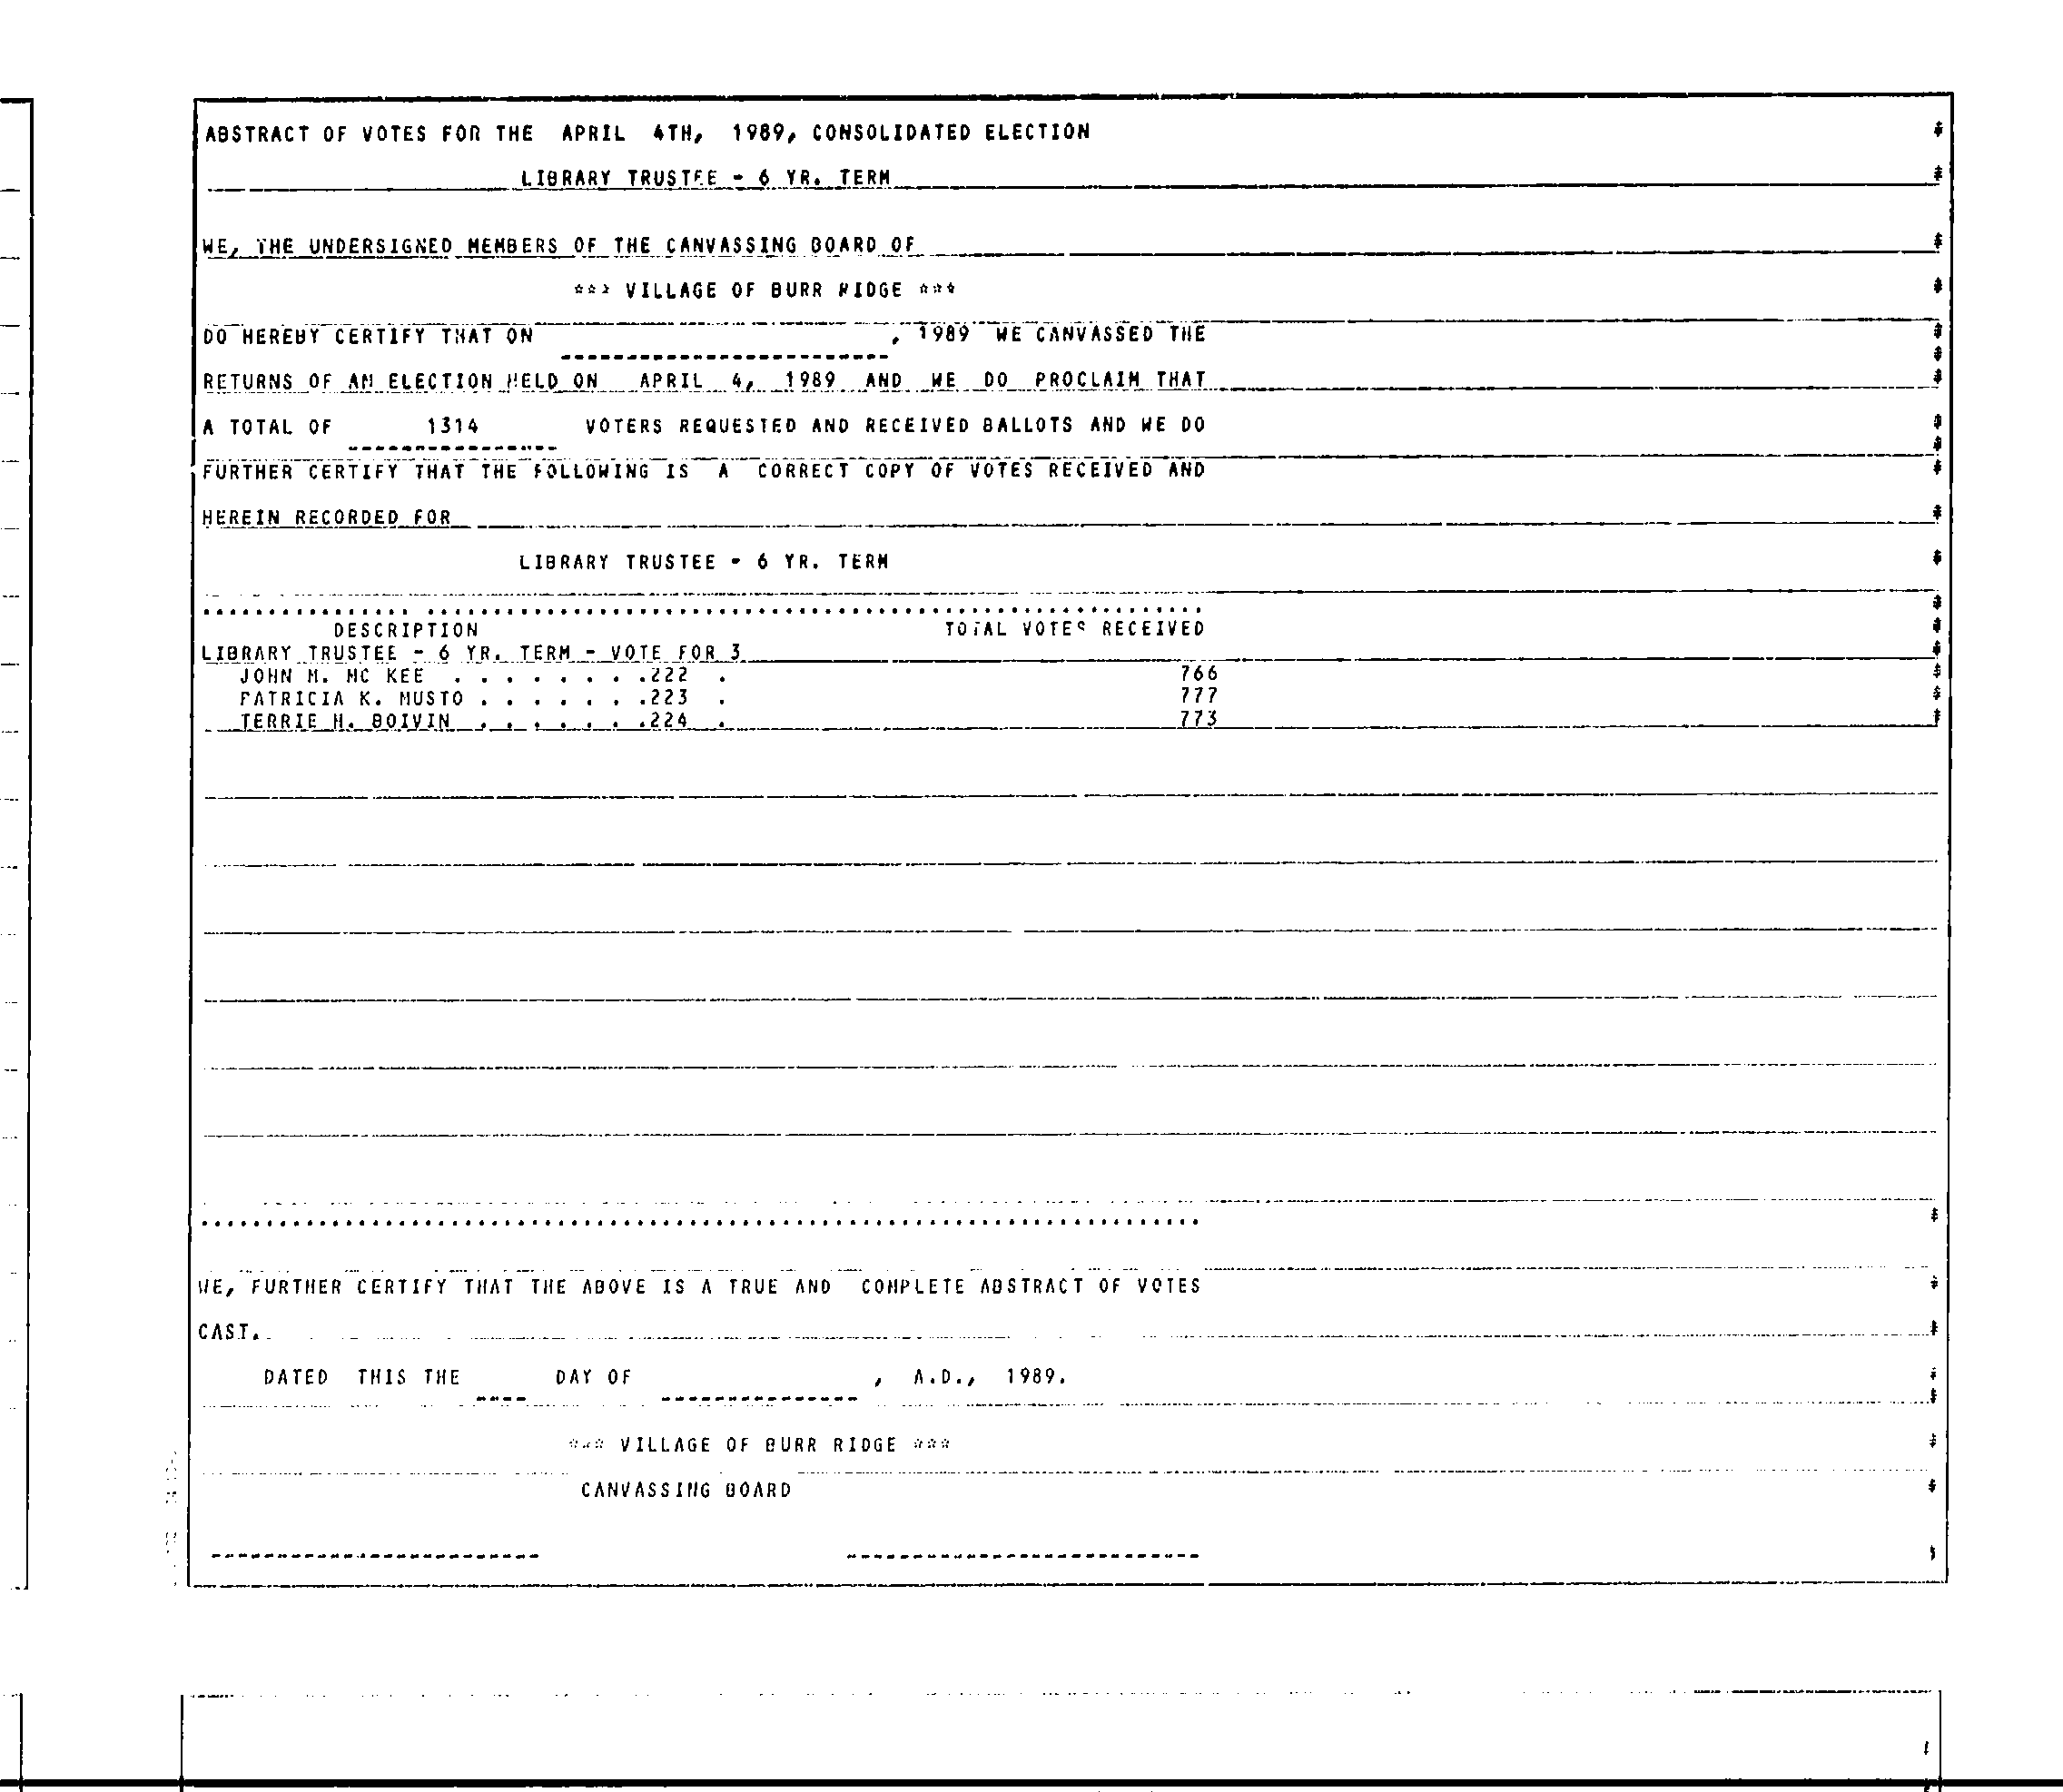 ABSTRACT OF VOTES FOR THE APRIL 4TH, 1989, CONSOLIDATED ELECTION
LIBRARY TRUSTEE - 6 YR. TERM
WE, THE UNDERSIGNED MEMBERS OF THE CANVASSING BOARD OF
*** VILLAGE OF BURR RIDGE ***
DO HEREBY CERTIFY THAT ON , 1989 WE CANVASSED THE
RETURNS OF AN ELECTION HELD ON APRIL 4, 1989 AND WE DO PROCLAIM THAT
A TOTAL OF 1314 VOTERS REQUESTED AND RECEIVED BALLOTS AND WE DO
FURTHER CERTIFY THAT THE FOLLOWING IS A CORRECT COPY OF VOTES RECEIVED AND
HEREIN RECORDED FOR
LIBRARY TRUSTEE - 6 YR. TERM
DESCRIPTION TOTAL VOTES RECEIVED
LIBRARY TRUSTEE - 6 YR. TERM - VOTE FOR 3
JOHN M. MC KEE . . . . . . . .222 . 766
PATRICIA K. MUSTO . . . . . . .223 . 777
TERRIE H. BOIVIN . . . . . . .224 . 773
WE, FURTHER CERTIFY THAT THE ABOVE IS A TRUE AND COMPLETE ABSTRACT OF VOTES
CAST.
DATED THIS THE ---- DAY OF , A.D., 1989.
*** VILLAGE OF BURR RIDGE ***
CANVASSING BOARD